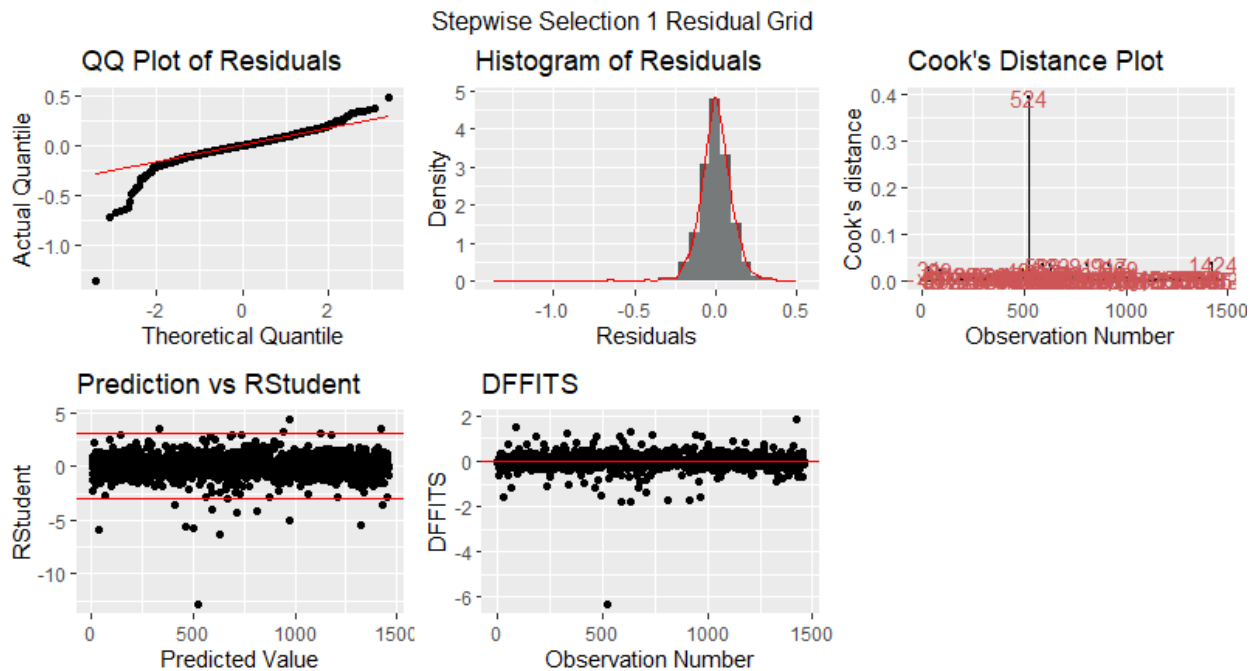 Stepwise Selection 1 Residual Grid
QQ Plot of Residuals
0.5
0.0
-0.5
-1.0
-2
0
2
Actual Quantile
Theoretical Quantile
Histogram of Residuals
5
4
3
2
1
0
-1.0
-0.5
0.0
0.5
Density
Residuals
Cook's Distance Plot
0.4
0.3
0.2
0.1
0.0
524
1424
0
500
1000
1500
Cook's distance
Observation Number
Prediction vs RStudent
5
0
-5
-10
0
500
1000
1500
RStudent
Predicted Value
DFFITS
2
0
-2
-4
-6
0
500
1000
1500
DFFITS
Observation Number